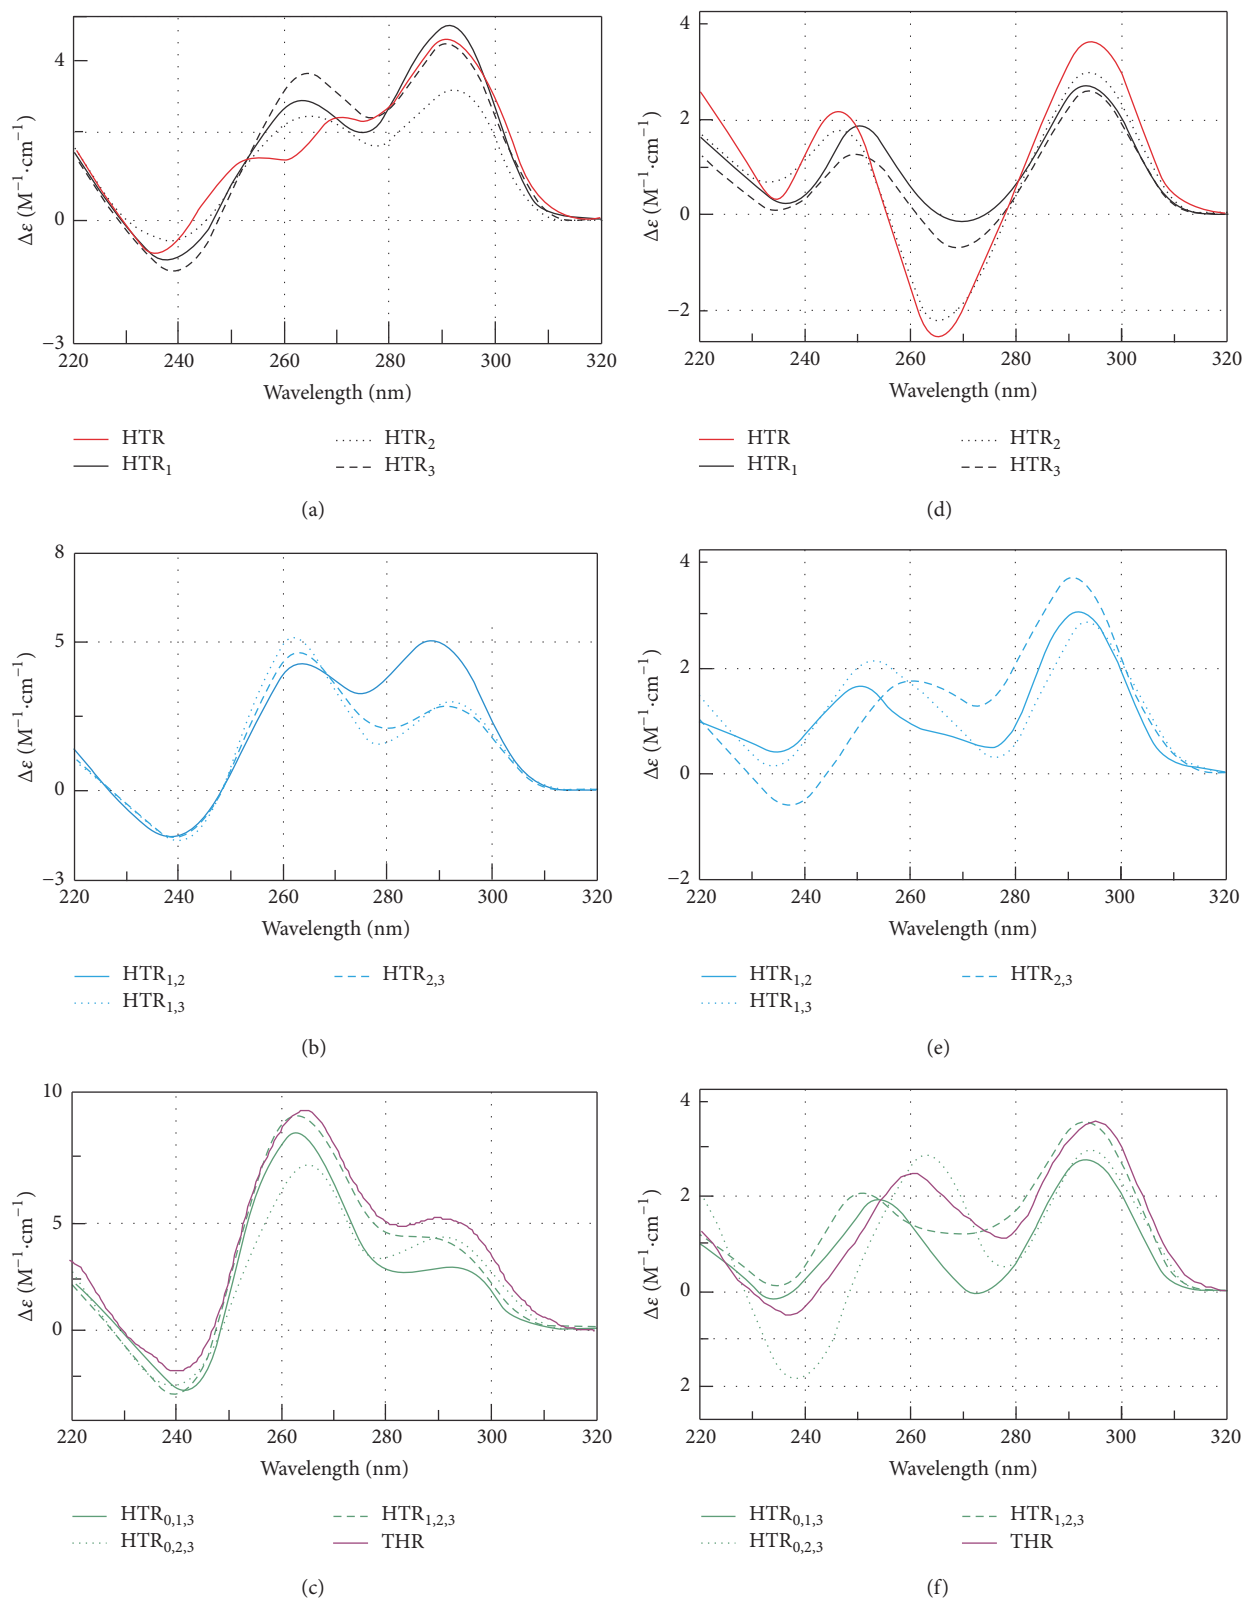 4
0
−3
Δε (M⁻¹·cm⁻¹)
220 240 260 280 300 320
Wavelength (nm)
HTR HTR₂
HTR₁ HTR₃
(a)
4
2
0
−2
Δε (M⁻¹·cm⁻¹)
220 240 260 280 300 320
Wavelength (nm)
HTR HTR₂
HTR₁ HTR₃
(d)
8
5
0
−3
Δε (M⁻¹·cm⁻¹)
220 240 260 280 300 320
Wavelength (nm)
HTR₁,₂ HTR₂,₃
HTR₁,₃
(b)
4
2
0
−2
Δε (M⁻¹·cm⁻¹)
220 240 260 280 300 320
Wavelength (nm)
HTR₁,₂ HTR₂,₃
HTR₁,₃
(e)
10
5
0
Δε (M⁻¹·cm⁻¹)
220 240 260 280 300 320
Wavelength (nm)
HTR₀,₁,₃ HTR₁,₂,₃
HTR₀,₂,₃ THR
(c)
4
2
0
2
Δε (M⁻¹·cm⁻¹)
220 240 260 280 300 320
Wavelength (nm)
HTR₀,₁,₃ HTR₁,₂,₃
HTR₀,₂,₃ THR
(f)